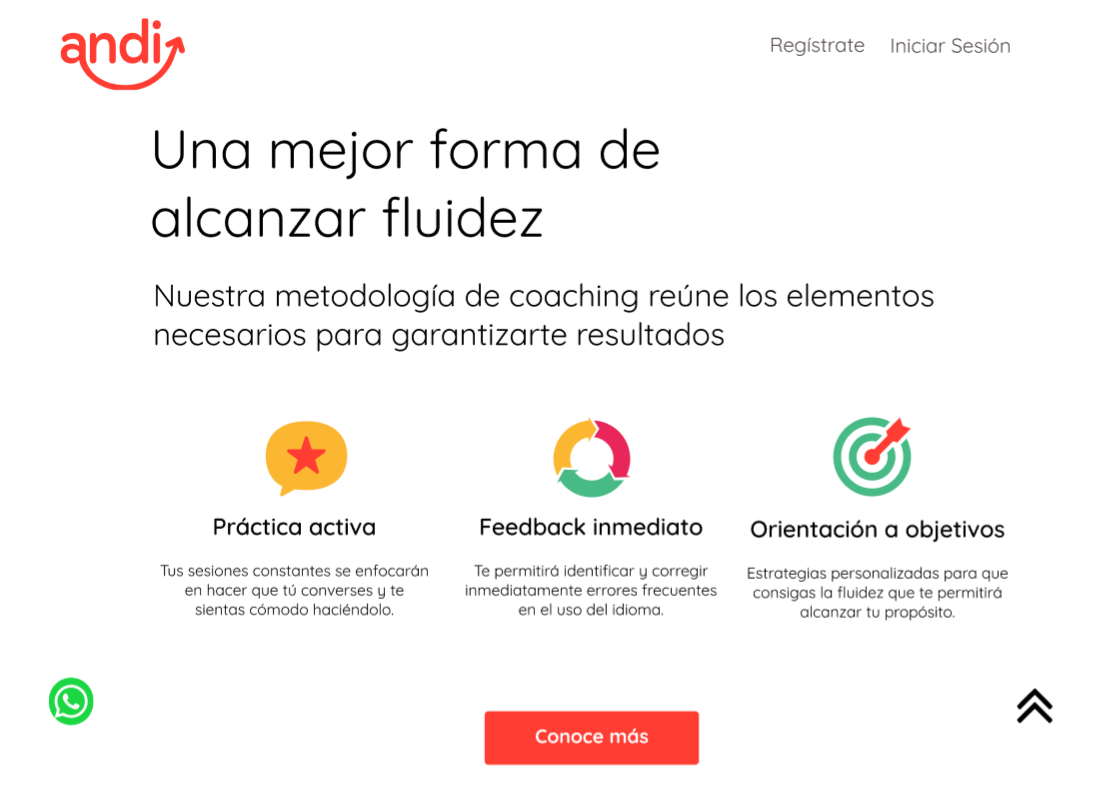 andi
Regístrate
Iniciar Sesión
Una mejor forma de
alcanzar fluidez
Nuestra metodología de coaching reúne los elementos
necesarios para garantizarte resultados
Práctica activa
Tus sesiones constantes se enfocarán
en hacer que tú converses y te
sientas cómodo haciéndolo.
Feedback inmediato
Te permitirá identificar y corregir
inmediatamente errores frecuentes
en el uso del idioma.
Orientación a objetivos
Estrategias personalizadas para que
consigas la fluidez que te permitirá
alcanzar tu propósito.
Conoce más